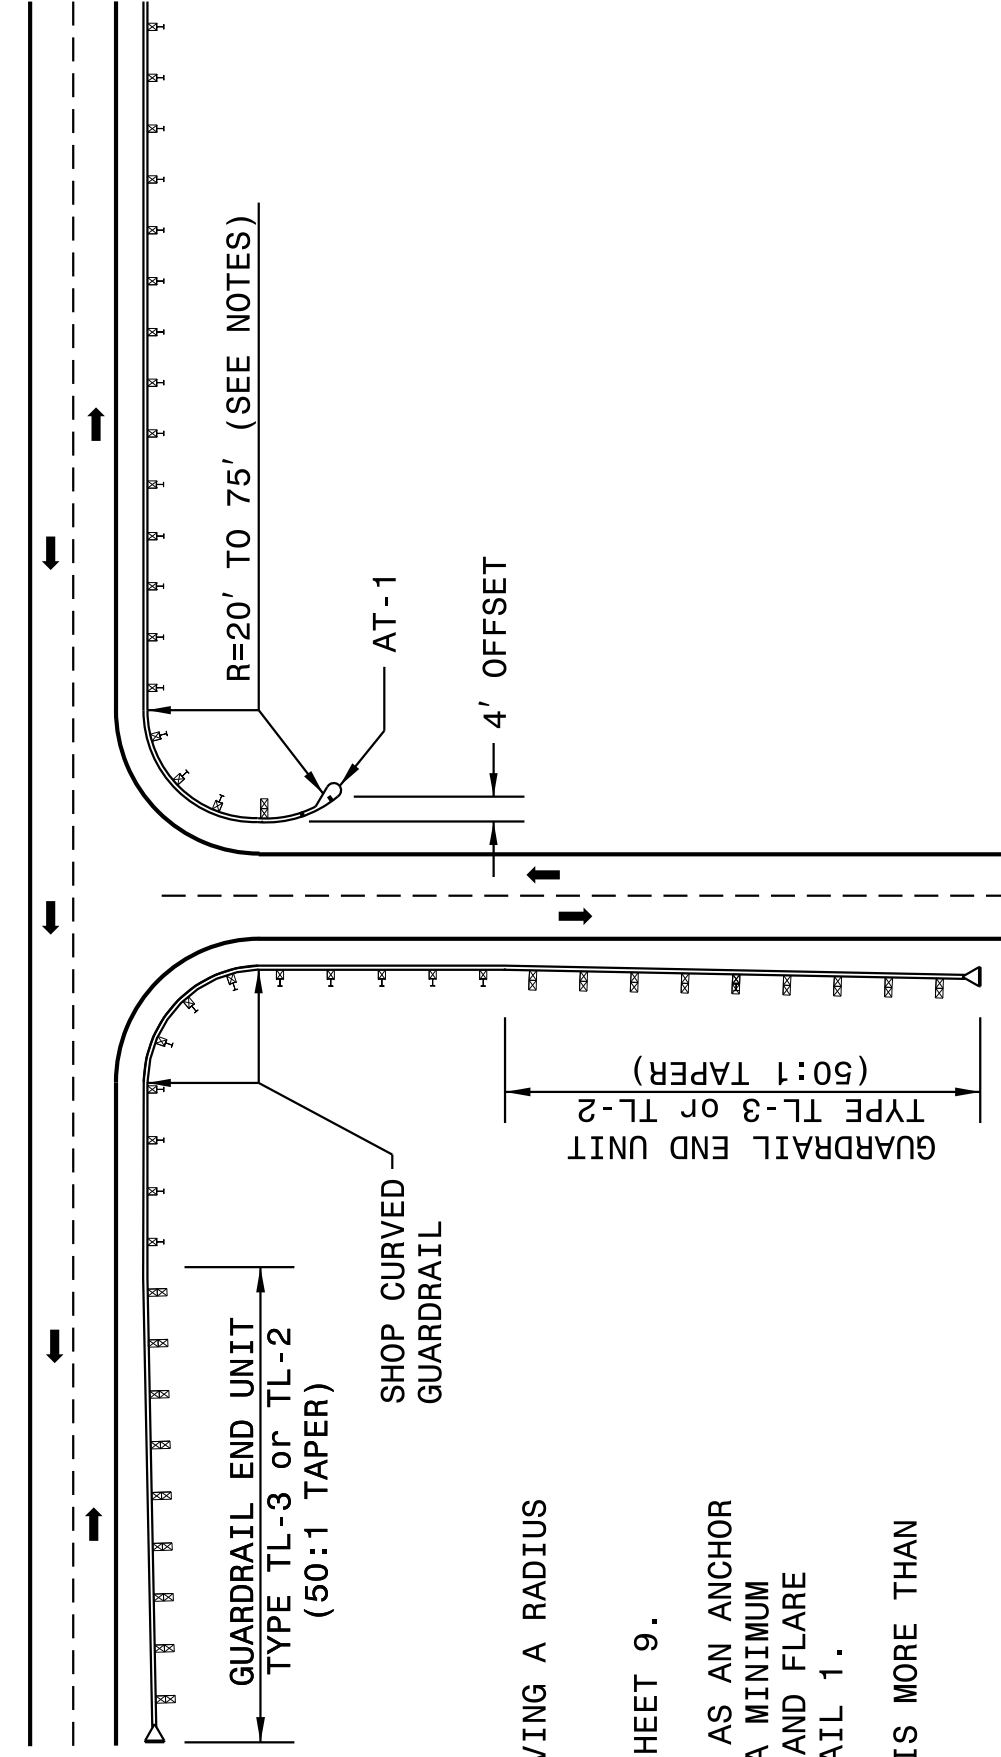 R=20' TO 75' (SEE NOTES)
AT-1
4' OFFSET
GUARDRAIL END UNIT
TYPE TL-3 or TL-2
(50:1 TAPER)
SHOP CURVED
GUARDRAIL
GUARDRAIL END UNIT
TYPE TL-3 or TL-2
(50:1 TAPER)
VING A RADIUS
HEET 9.
AS AN ANCHOR
A MINIMUM
AND FLARE
AIL 1.
IS MORE THAN